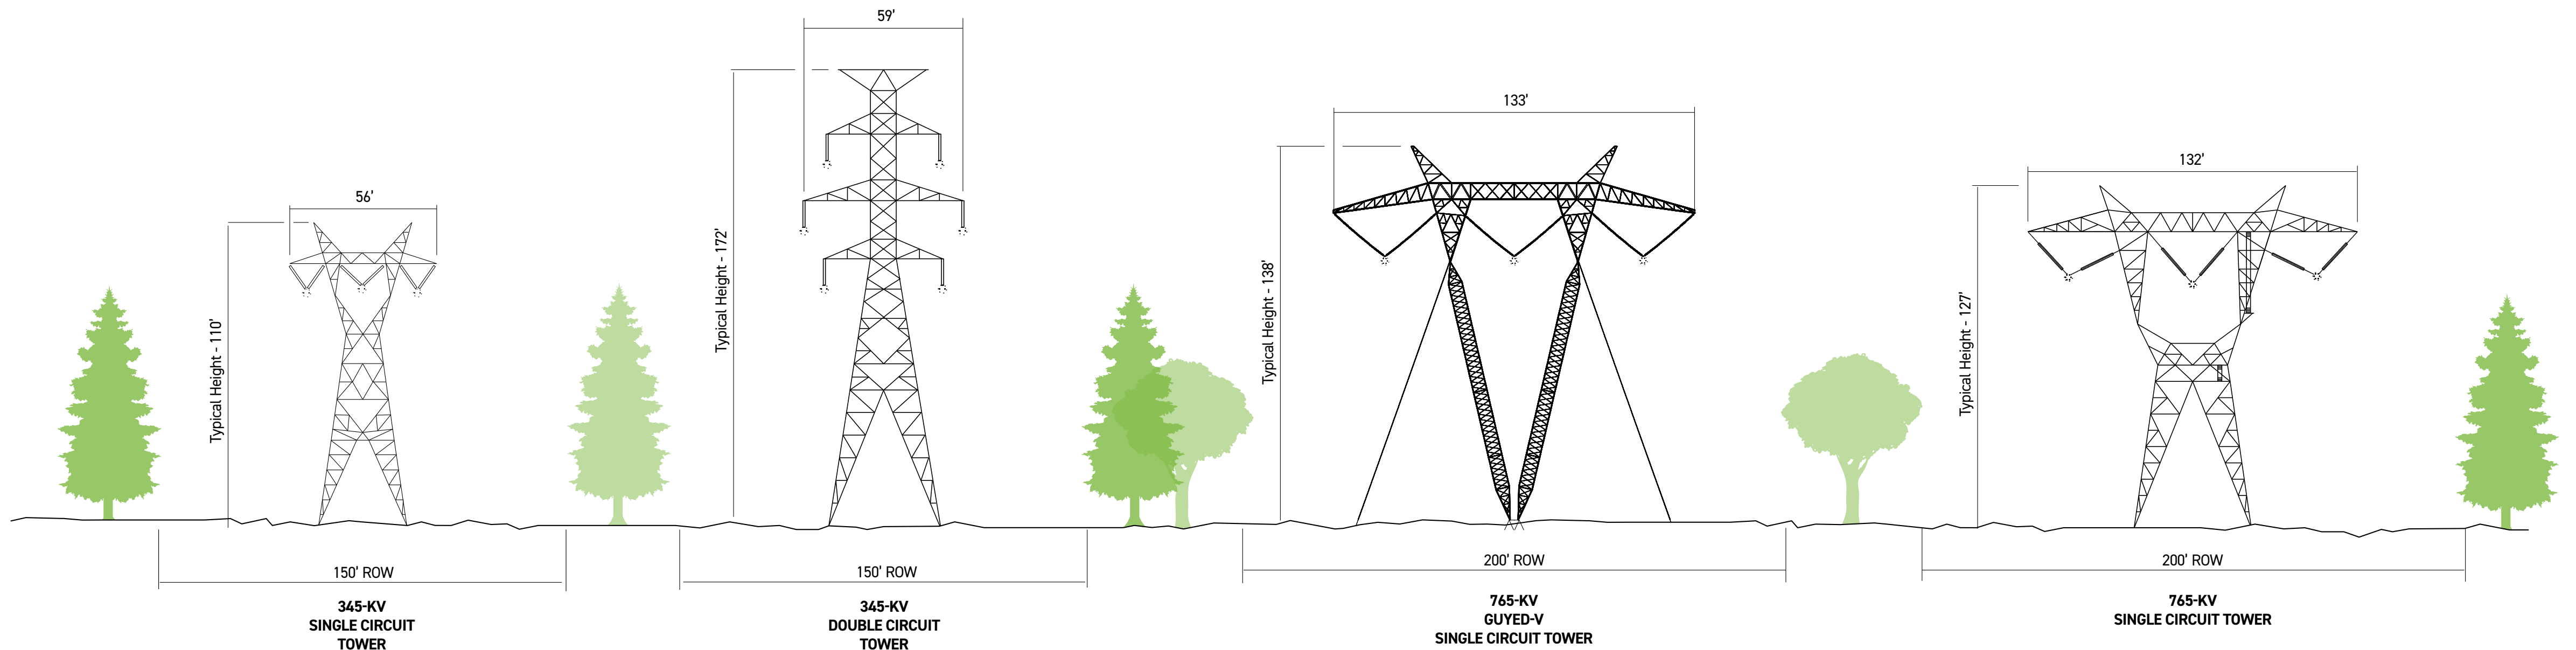 56'
Typical Height - 110'
150' ROW
345-KV
SINGLE CIRCUIT
TOWER
59'
Typical Height - 172'
150' ROW
345-KV
DOUBLE CIRCUIT
TOWER
133'
Typical Height - 138'
200' ROW
765-KV
GUYED-V
SINGLE CIRCUIT TOWER
132'
Typical Height - 127'
200' ROW
765-KV
SINGLE CIRCUIT TOWER